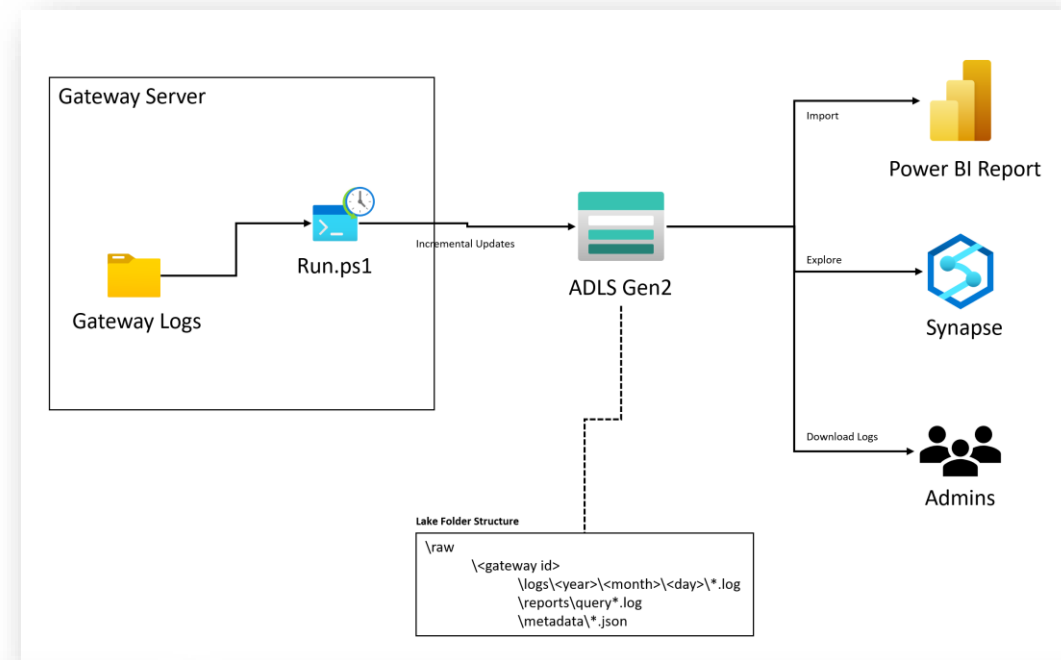 Gateway Server
Gateway Logs
Run.ps1
Incremental Updates
ADLS Gen2
Import
Power BI Report
Explore
Synapse
Download Logs
Admins
Lake Folder Structure
\raw
\<gateway id>
\logs\<year>\<month>\<day>\*.log
\reports\query*.log
\metadata\*.json